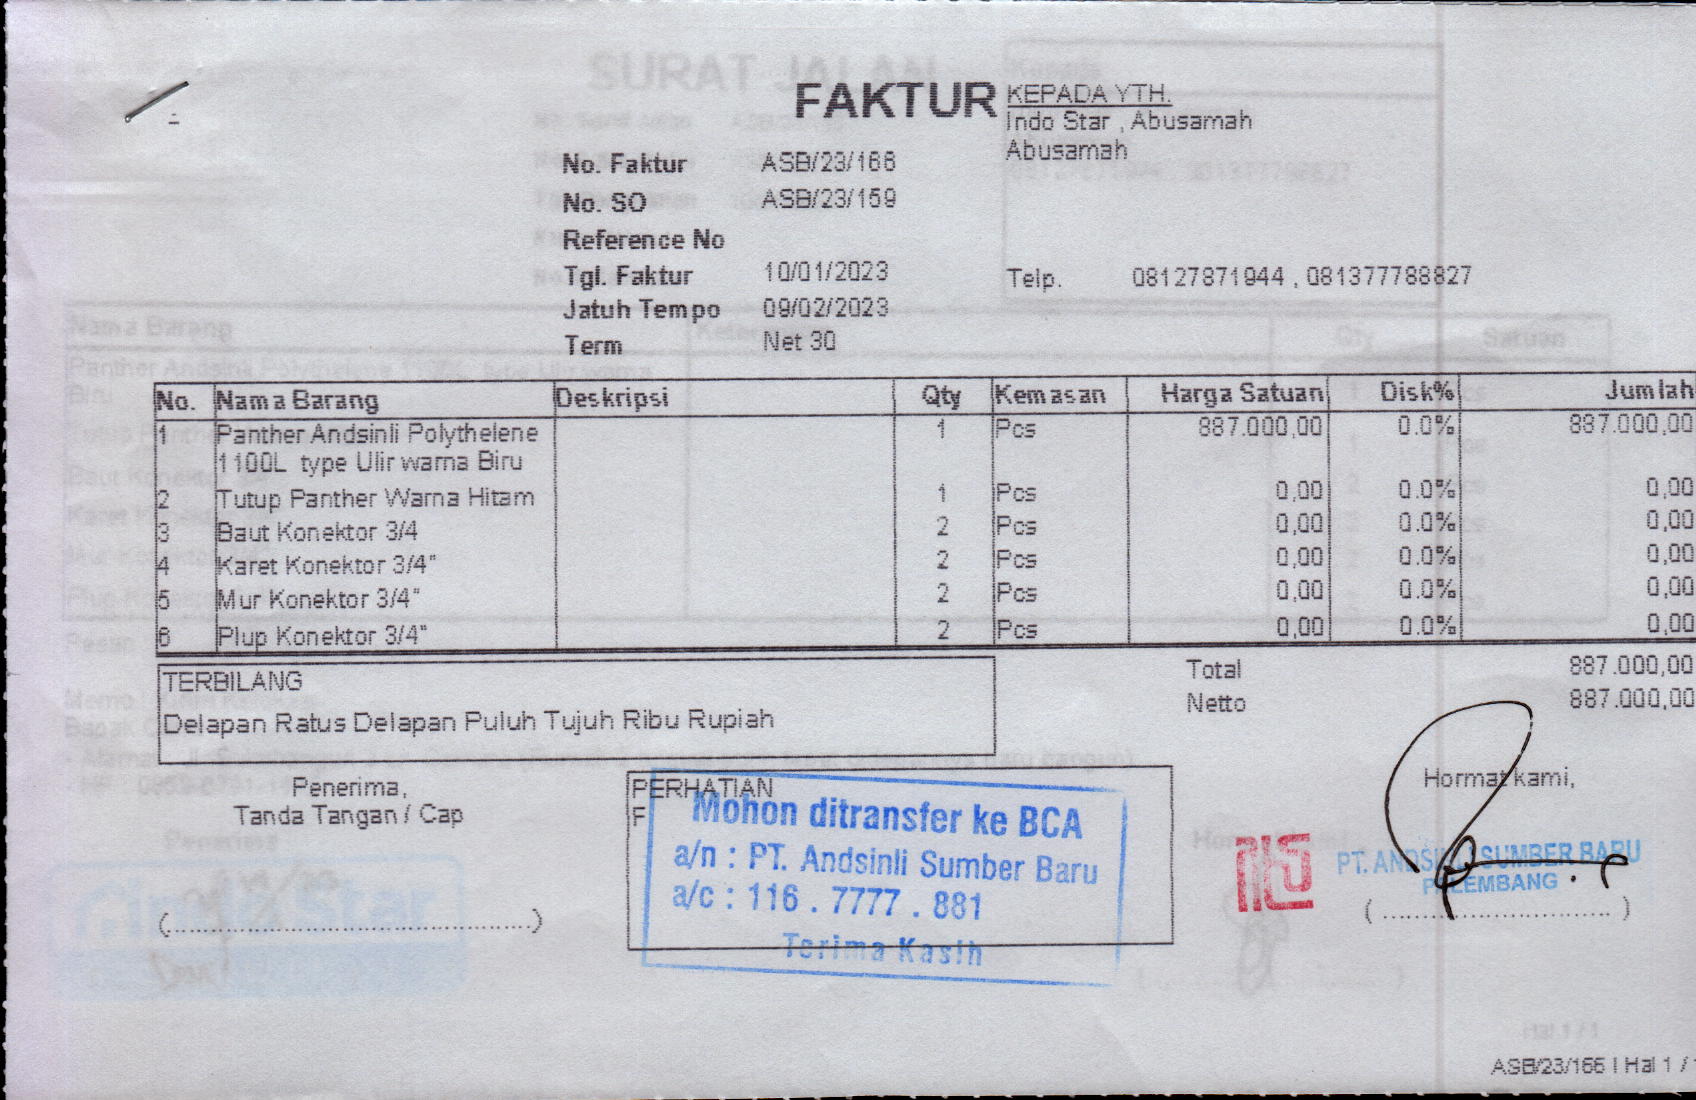 FAKTUR
KEPADA YTH.
Indo Star , Abusamah
Abusamah
No. Faktur ASB/23/166
No. SO ASB/23/159
Reference No
Tgl. Faktur 10/01/2023
Telp. 08127871944 , 081377788827
Jatuh Tempo 09/02/2023
Term Net 30
No. Nama Barang Deskripsi Qty Kemasan Harga Satuan Disk% Jumlah
1 Panther Andsinli Polythelene 1 Pcs 887.000,00 0.0% 887.000,00
1100L type Ulir warna Biru
2 Tutup Panther Warna Hitam 1 Pcs 0,00 0.0% 0,00
3 Baut Konektor 3/4 2 Pcs 0,00 0.0% 0,00
4 Karet Konektor 3/4" 2 Pcs 0,00 0.0% 0,00
5 Mur Konektor 3/4" 2 Pcs 0,00 0.0% 0,00
6 Plup Konektor 3/4" 2 Pcs 0,00 0.0% 0,00
Total 887.000,00
Netto 887.000,00
TERBILANG
Delapan Ratus Delapan Puluh Tujuh Ribu Rupiah
Penerima,
Tanda Tangan / Cap
(......................................................)
PERHATIAN
F
Mohon ditransfer ke BCA
a/n : PT. Andsinli Sumber Baru
a/c : 116 . 7777 . 881
Terima Kasih
Hormat kami,
PT. ANDSINLI SUMBER BARU
PALEMBANG
( .................................. )
ASB/23/166 | Hal 1 /